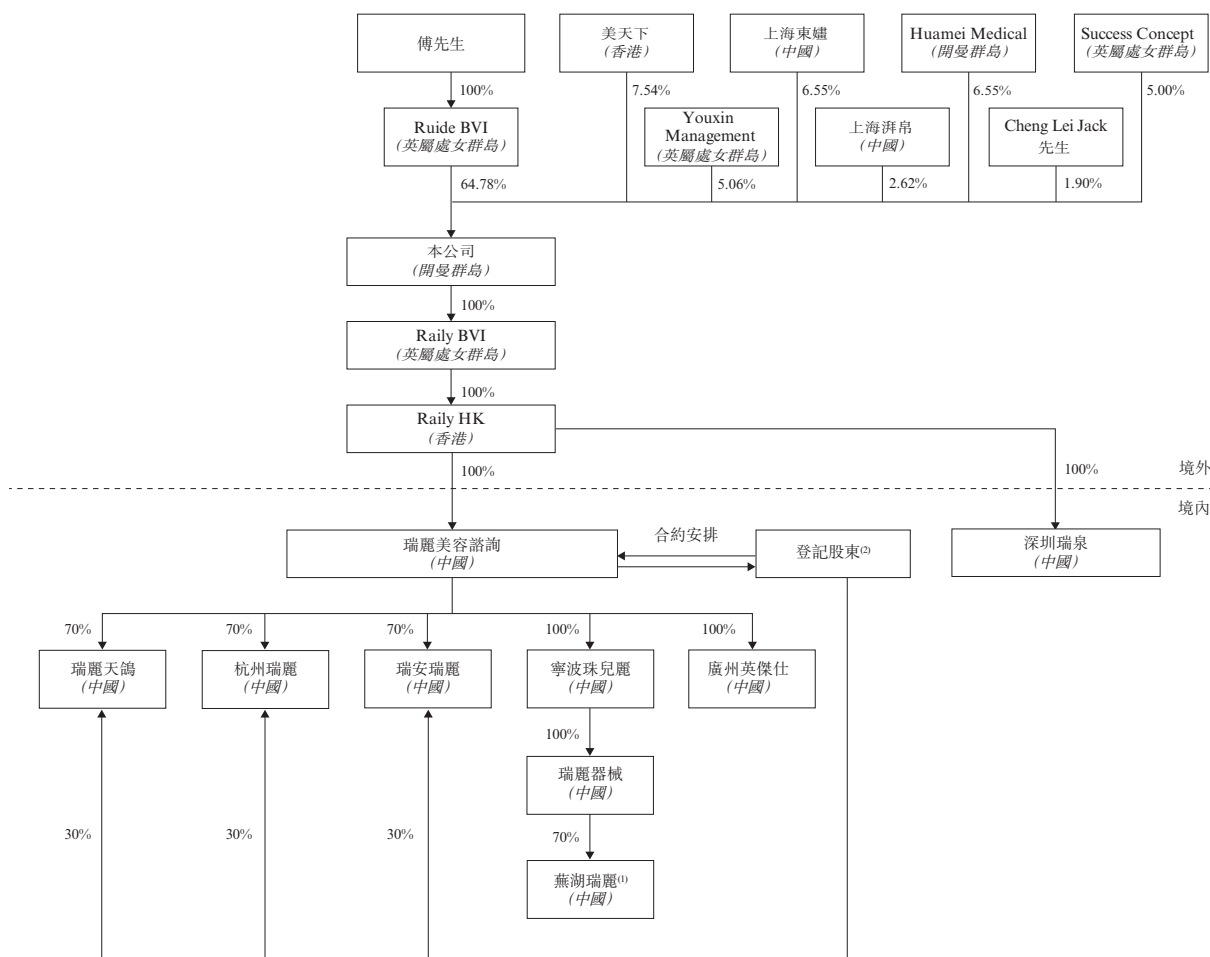 傅先生
美天下
(香港)
上海東嬧
(中國)
Huamei Medical
(開曼群島)
Success Concept
(英屬處女群島)
100%
7.54%
6.55%
6.55%
5.00%
Ruide BVI
(英屬處女群島)
Youxin
Management
(英屬處女群島)
上海湃帛
(中國)
Cheng Lei Jack
先生
64.78%
5.06%
2.62%
1.90%
本公司
(開曼群島)
100%
Raily BVI
(英屬處女群島)
100%
Raily HK
(香港)
100%
100%
境外
境內
瑞麗美容諮詢
(中國)
合約安排
登記股東(2)
深圳瑞泉
(中國)
70%
70%
70%
100%
100%
瑞麗天鴿
(中國)
杭州瑞麗
(中國)
瑞安瑞麗
(中國)
寧波珠兒麗
(中國)
廣州英傑仕
(中國)
100%
瑞麗器械
(中國)
30%
30%
30%
70%
蕪湖瑞麗(1)
(中國)